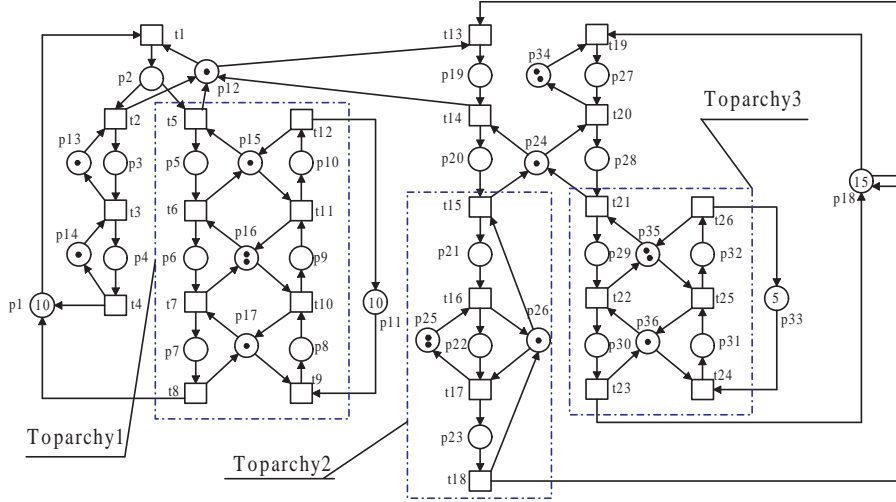 t1
t13
t19
p34
p2
p12
p19
p27
t2
t5
t12
t14
t20
Toparchy3
p13
p15
p24
p3
p5
p10
p20
p28
15
p18
t3
t6
t11
t15
t21
t26
p14
p16
p35
p4
p6
p9
p21
p29
p32
p1
10
t4
t7
t10
10
p11
t16
p26
t22
t25
5
p33
p17
p25
p36
p7
p8
p22
p30
p31
t8
t9
t17
t23
t24
Toparchy1
p23
Toparchy2
t18